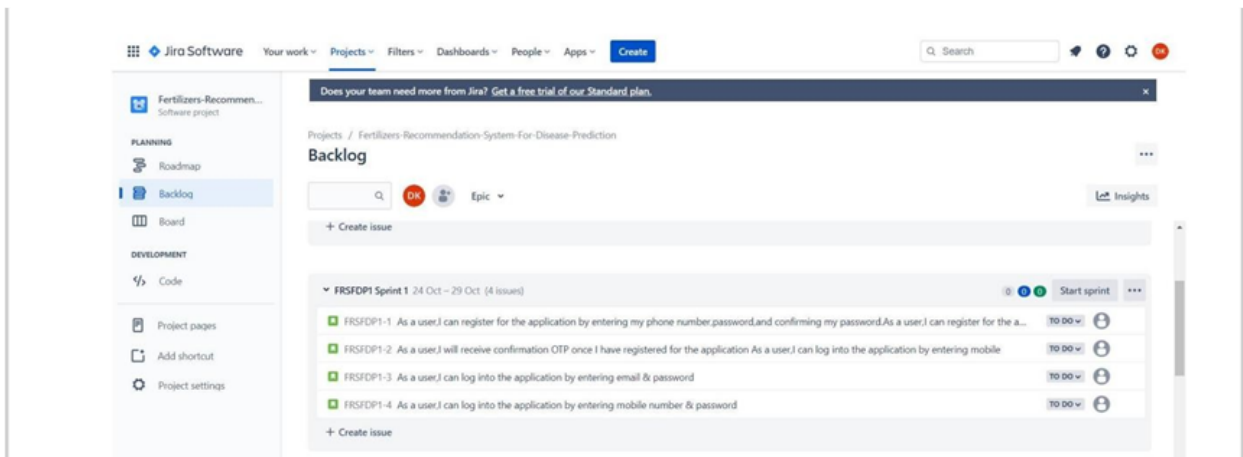 Jira Software Your work Projects Filters Dashboards People Apps Create Search DK
Fertilizers-Recommen...
Software project
Does your team need more from Jira? Get a free trial of our Standard plan. ×
PLANNING
Roadmap
Backlog
Board
DEVELOPMENT
Code
Project pages
Add shortcut
Project settings
Projects / Fertilizers-Recommendation-System-For-Disease-Prediction
Backlog
DK Epic Insights
+ Create issue
FRSFDP1 Sprint 1 24 Oct – 29 Oct (4 issues) 0 0 0 Start sprint
FRSFDP1-1 As a user,I can register for the application by entering my phone number,password,and confirming my password.As a user,I can register for the a... TO DO
FRSFDP1-2 As a user,I will receive confirmation OTP once I have registered for the application As a user,I can log into the application by entering mobile TO DO
FRSFDP1-3 As a user,I can log into the application by entering email & password TO DO
FRSFDP1-4 As a user,I can log into the application by entering mobile number & password TO DO
+ Create issue